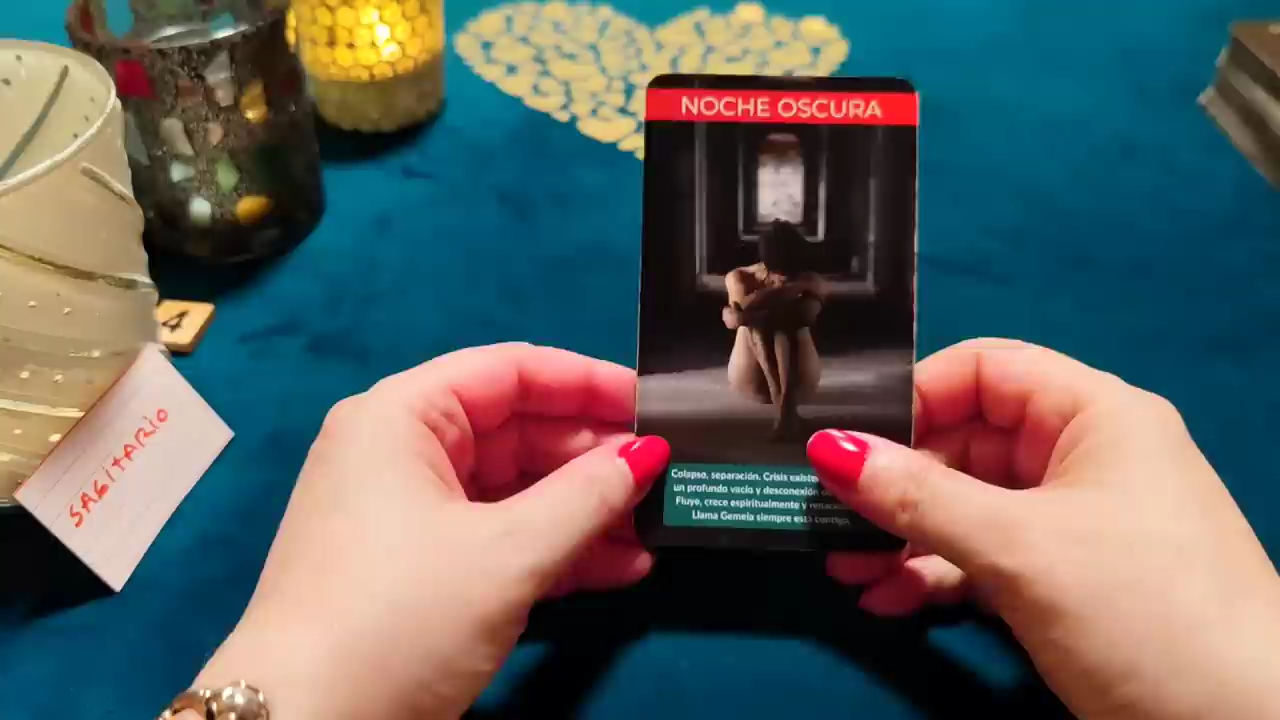 NOCHE OSCURA
Colapso, separación. Crisis
un profundo vacío y desconexión
Fluye, crece espiritualmente y
Llama Gemela siempre está contigo.
4
SAGITARIO